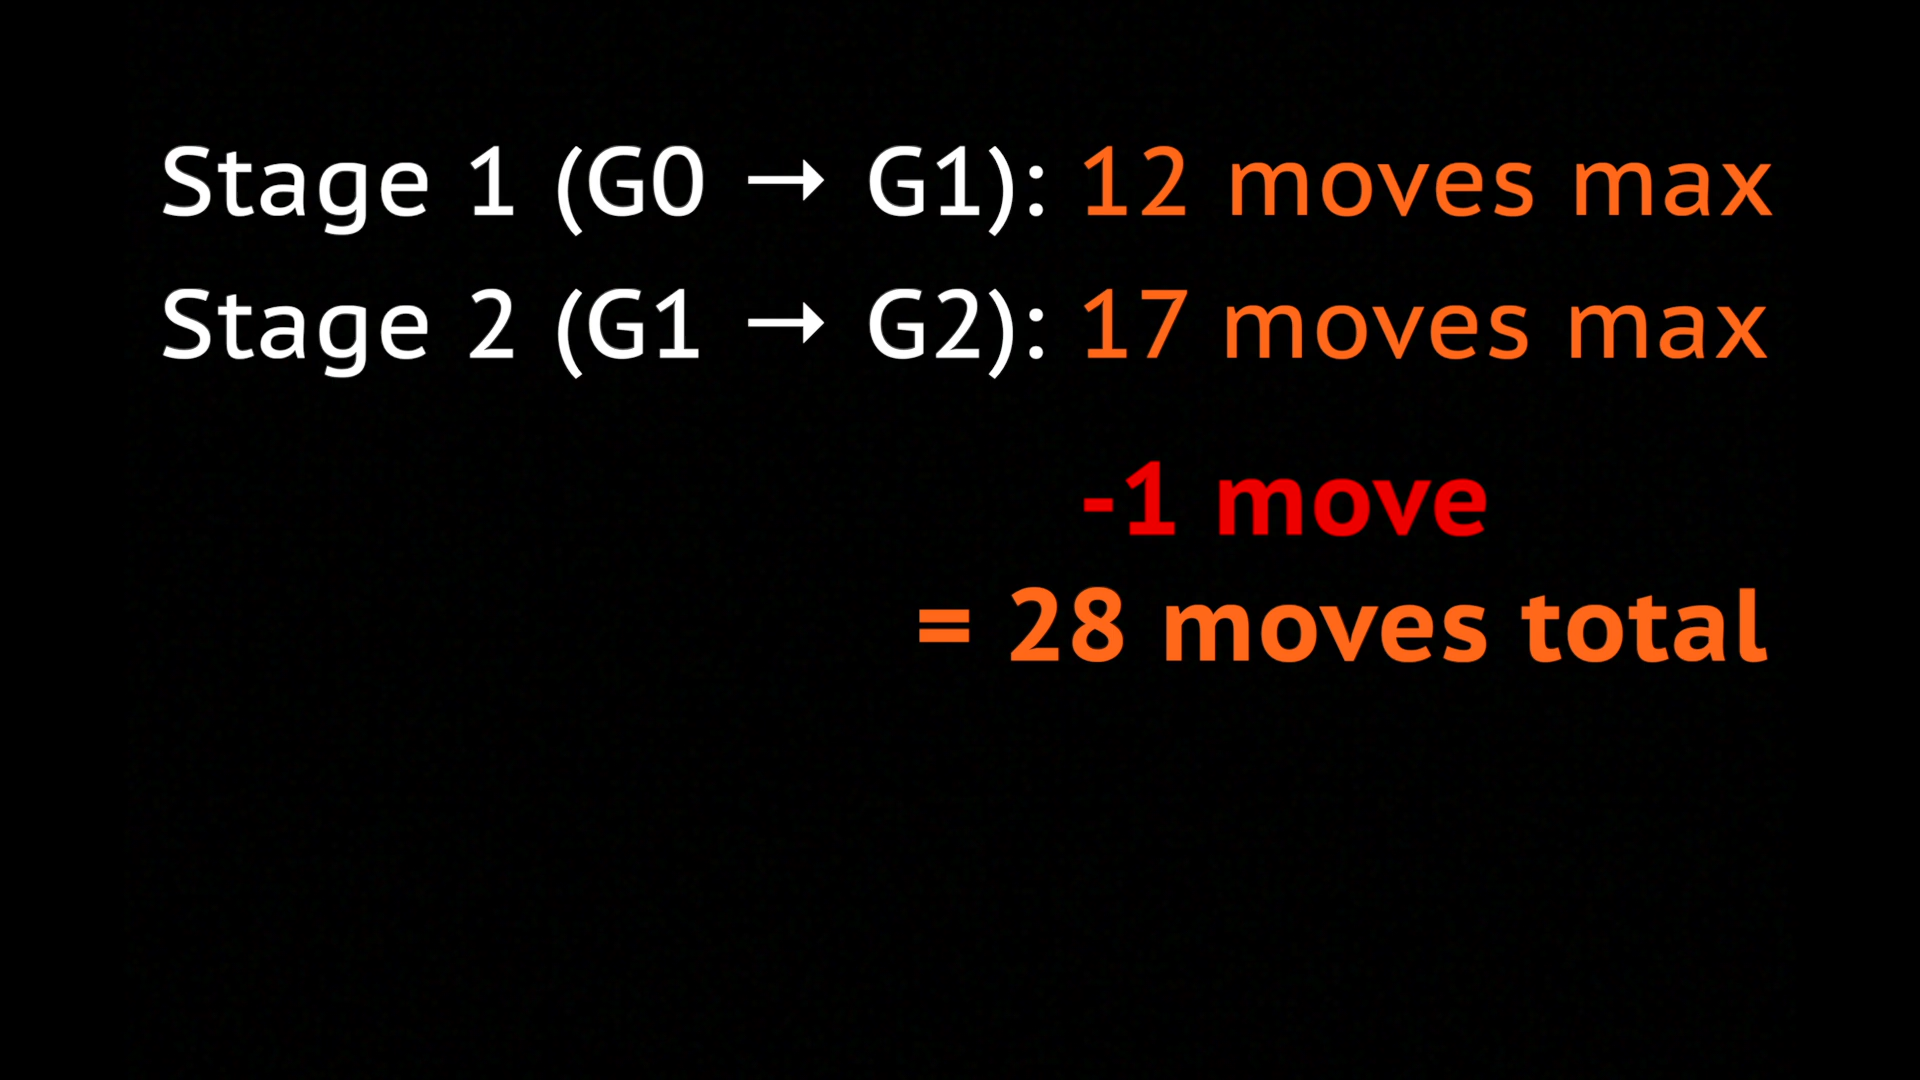 Stage 1 (G0 → G1): 12 moves max
Stage 2 (G1 → G2): 17 moves max
-1 move
= 28 moves total